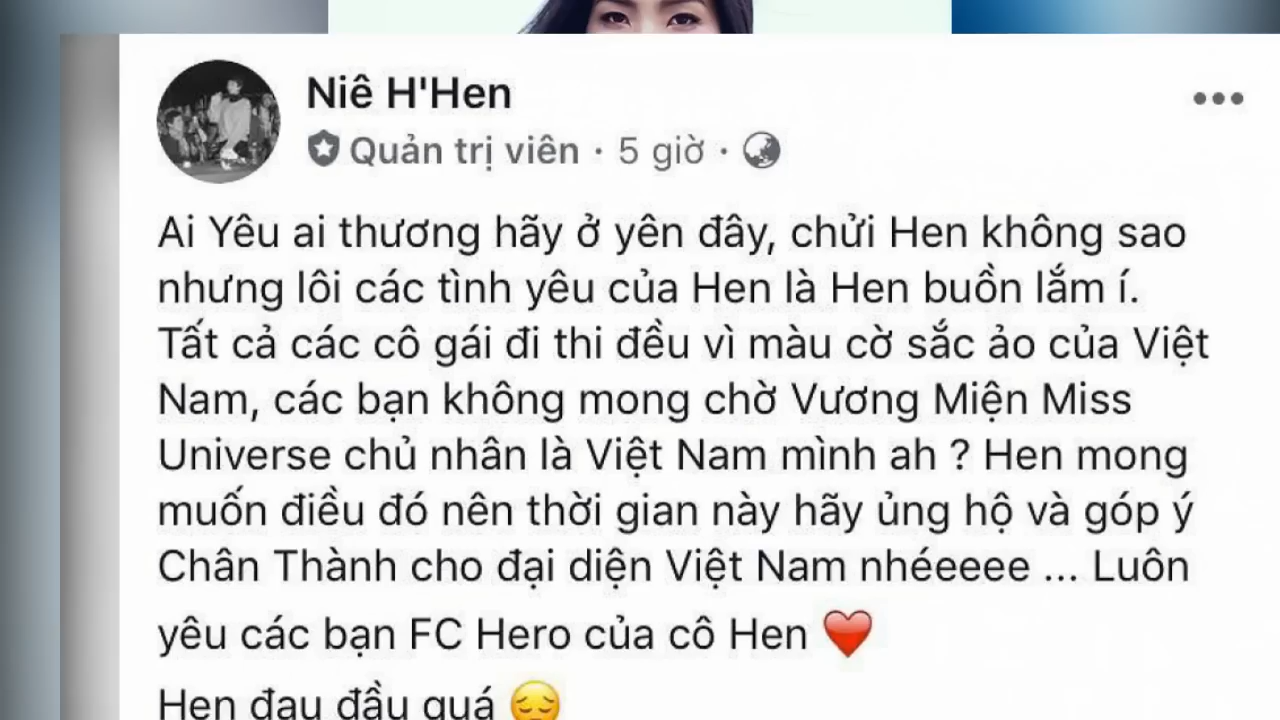 Niê H'Hen
Quản trị viên · 5 giờ ·
Ai Yêu ai thương hãy ở yên đây, chửi Hen không sao
nhưng lôi các tình yêu của Hen là Hen buồn lắm í.
Tất cả các cô gái đi thi đều vì màu cờ sắc ảo của Việt
Nam, các bạn không mong chờ Vương Miện Miss
Universe chủ nhân là Việt Nam mình ah ? Hen mong
muốn điều đó nên thời gian này hãy ủng hộ và góp ý
Chân Thành cho đại diện Việt Nam nhéeeee ... Luôn
yêu các bạn FC Hero của cô Hen ❤️
Hen đau đầu quá 😔